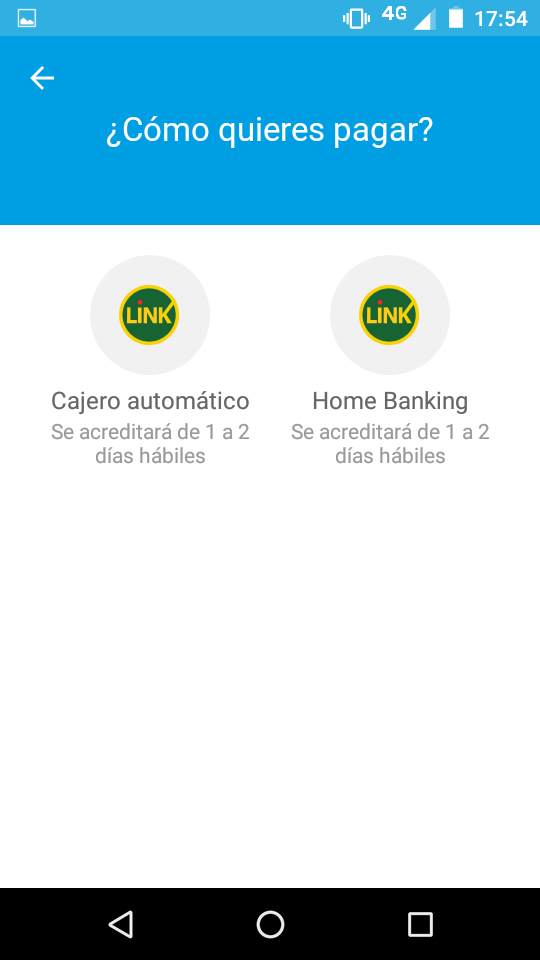 4G 17:54
¿Cómo quieres pagar?
LINK LINK
Cajero automático Home Banking
Se acreditará de 1 a 2 Se acreditará de 1 a 2
días hábiles días hábiles